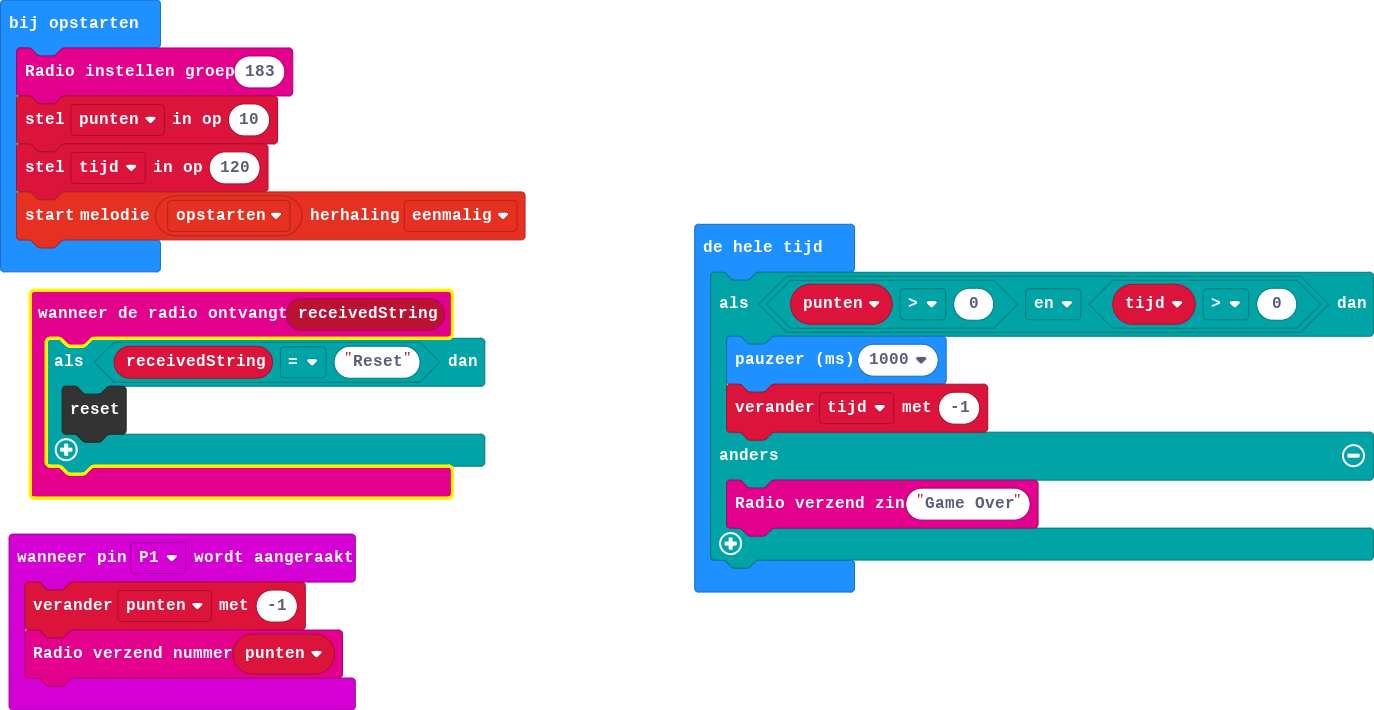 bij opstarten
Radio instellen groep 183
stel punten in op 10
stel tijd in op 120
start melodie opstarten herhaling eenmalig
wanneer de radio ontvangt receivedString
als receivedString = "Reset" dan
reset
wanneer pin P1 wordt aangeraakt
verander punten met -1
Radio verzend nummer punten
de hele tijd
als punten > 0 en tijd > 0 dan
pauzeer (ms) 1000
verander tijd met -1
anders
Radio verzend zin "Game Over"